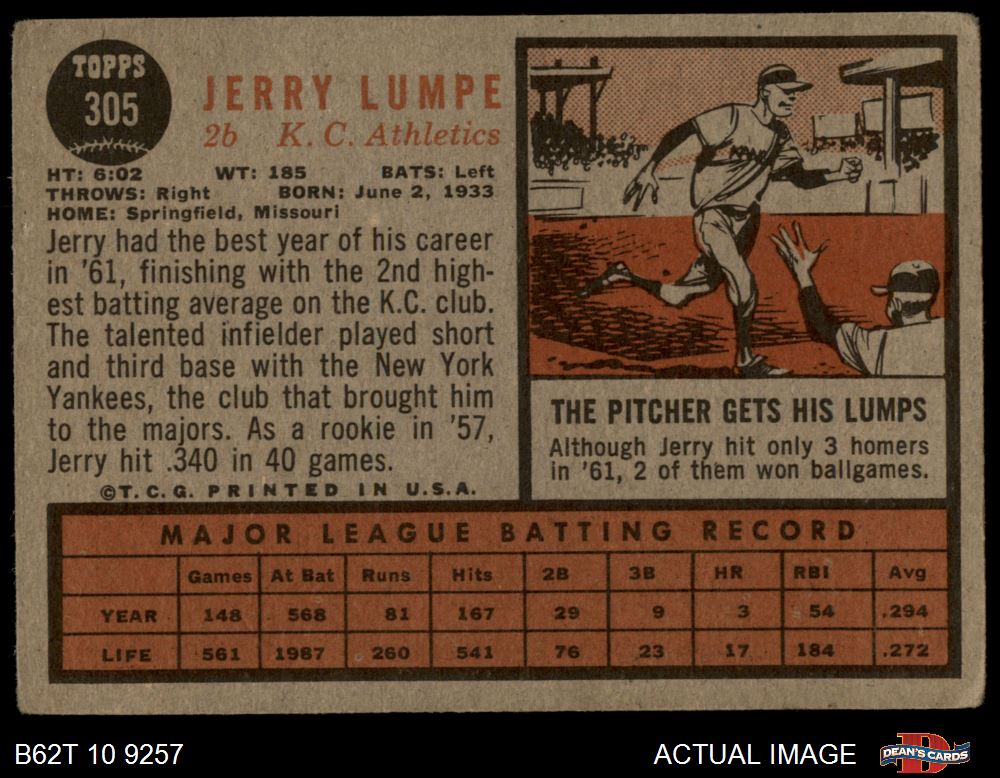 TOPPS
305
JERRY LUMPE
2b K. C. Athletics
HT: 6:02 WT: 185 BATS: Left
THROWS: Right BORN: June 2, 1933
HOME: Springfield, Missouri
Jerry had the best year of his career
in '61, finishing with the 2nd high-
est batting average on the K.C. club.
The talented infielder played short
and third base with the New York
Yankees, the club that brought him
to the majors. As a rookie in '57,
Jerry hit .340 in 40 games.
©T.C.G. PRINTED IN U.S.A.
THE PITCHER GETS HIS LUMPS
Although Jerry hit only 3 homers
in '61, 2 of them won ballgames.
MAJOR LEAGUE BATTING RECORD
Games At Bat Runs Hits 2B 3B HR RBI Avg
YEAR 148 568 81 167 29 9 3 54 .294
LIFE 561 1987 260 541 76 23 17 184 .272
B62T 10 9257
ACTUAL IMAGE
DEAN'S CARDS